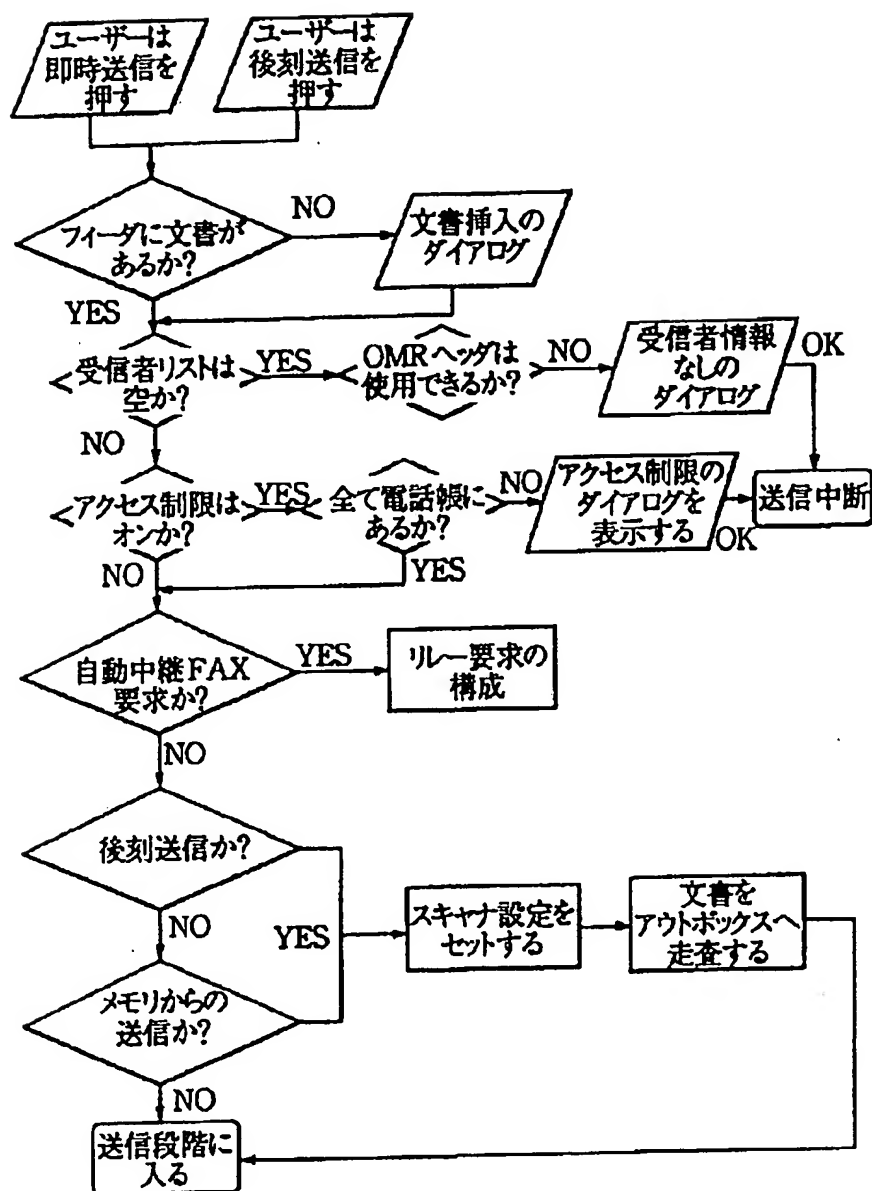 ユーザーは
即時送信を
押す
ユーザーは
後刻送信を
押す
フィーダに文書が
あるか?
NO
文書挿入の
ダイアログ
YES
受信者リストは
空か?
YES
OMRヘッダは
使用できるか?
NO
受信者情報
なしの
ダイアログ
OK
NO
アクセス制限は
オンか?
YES
全て電話帳に
あるか?
NO
アクセス制限の
ダイアログを
表示する
OK
送信中断
NO
YES
自動中継FAX
要求か?
YES
リレー要求の
構成
NO
後刻送信か?
NO
YES
スキャナ設定を
セットする
文書を
アウトボックスへ
走査する
メモリからの
送信か?
NO
送信段階に
入る